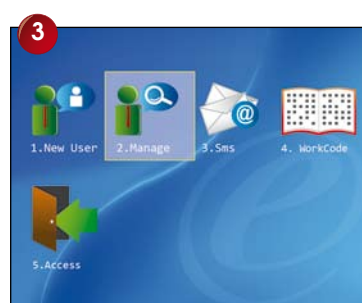 3
1.New User
2.Manage
3.Sms
4. WorkCode
5.Access